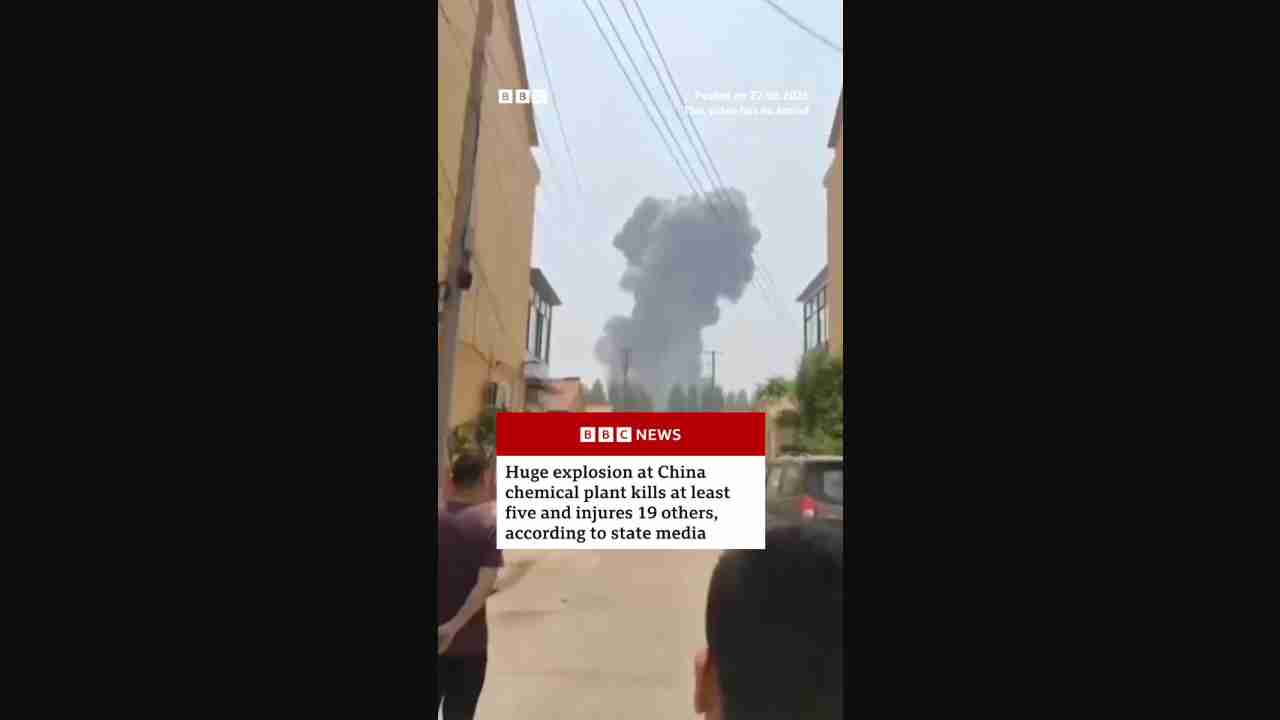 BBC
Posted on 27.05.2025
This video has no sound
BBC NEWS
Huge explosion at China
chemical plant kills at least
five and injures 19 others,
according to state media